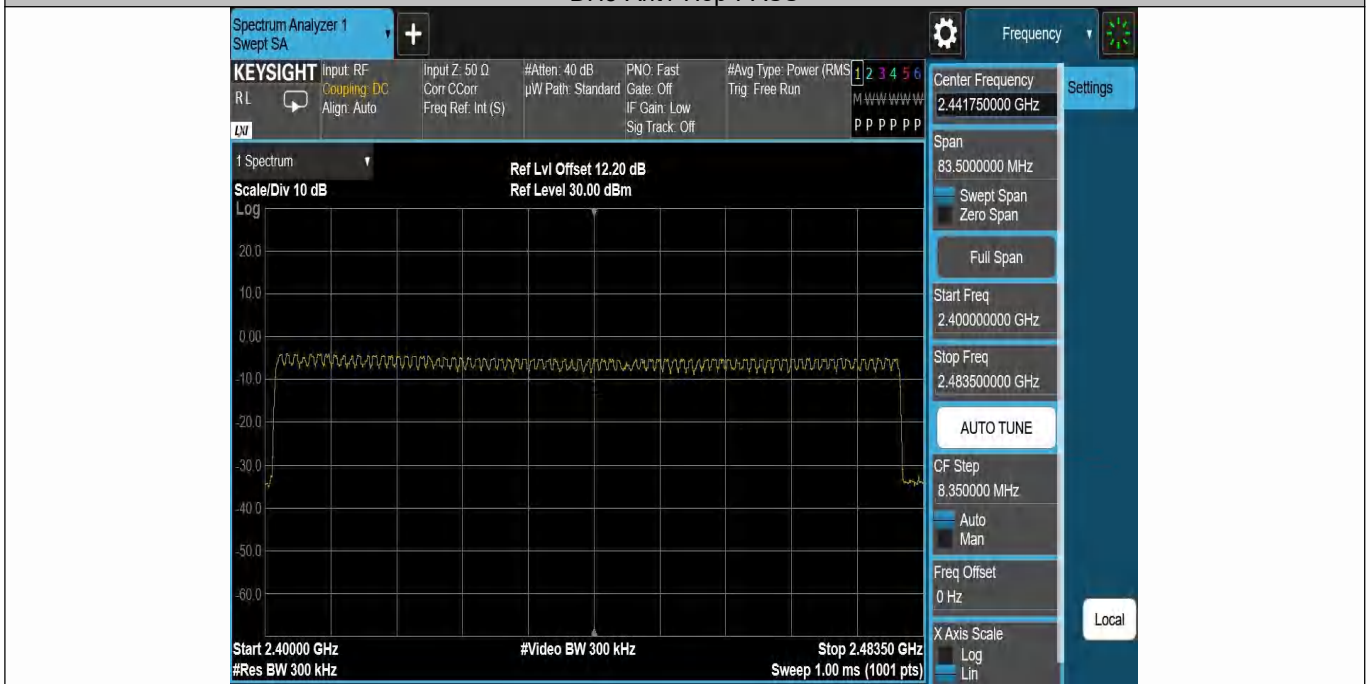 Spectrum Analyzer 1
Swept SA
+
Frequency
KEYSIGHT
RL
LXI
Input: RF
Coupling: DC
Align: Auto
Input Z: 50 Ω
Corr CCorr
Freq Ref: Int (S)
#Atten: 40 dB
µW Path: Standard
PNO: Fast
Gate: Off
IF Gain: Low
Sig Track: Off
#Avg Type: Power (RMS
Trig: Free Run
1 2 3 4 5 6
M W W W W W
P P P P P P
1 Spectrum
Scale/Div 10 dB
Log
Ref Lvl Offset 12.20 dB
Ref Level 30.00 dBm
20.0
10.0
0.00
-10.0
-20.0
-30.0
-40.0
-50.0
-60.0
Start 2.40000 GHz
#Res BW 300 kHz
#Video BW 300 kHz
Stop 2.48350 GHz
Sweep 1.00 ms (1001 pts)
Center Frequency
2.441750000 GHz
Settings
Span
83.5000000 MHz
Swept Span
Zero Span
Full Span
Start Freq
2.400000000 GHz
Stop Freq
2.483500000 GHz
AUTO TUNE
CF Step
8.350000 MHz
Auto
Man
Freq Offset
0 Hz
X Axis Scale
Log
Lin
Local